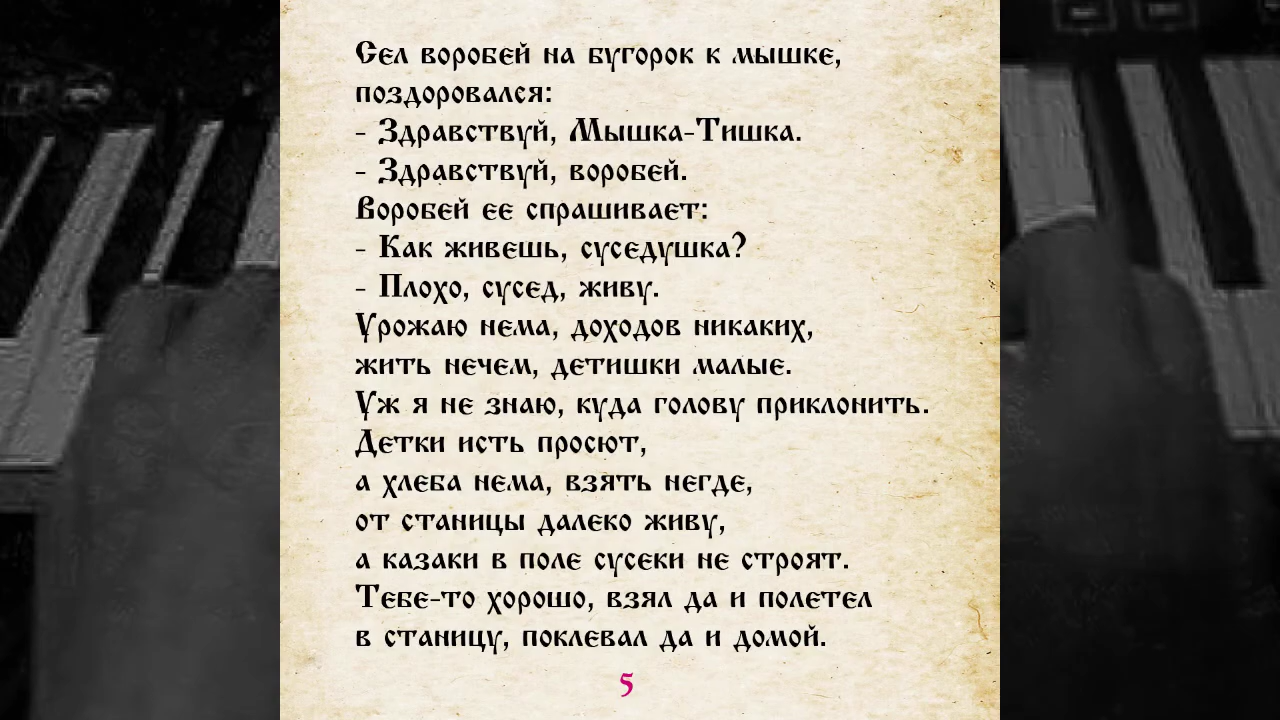 Сел воробей на бугорок к мышке,
поздоровался:
- Здравствуй, Мышка-Тишка.
- Здравствуй, воробей.
Воробей ее спрашивает:
- Как живешь, суседушка?
- Плохо, сусед, живу.
Урожаю нема, доходов никаких,
жить нечем, детишки малые.
Уж я не знаю, куда голову приклонить.
Детки исть просют,
а хлеба нема, взять негде,
от станицы далеко живу,
а казаки в поле сусеки не строят.
Тебе-то хорошо, взял да и полетел
в станицу, поклевал да и домой.
5